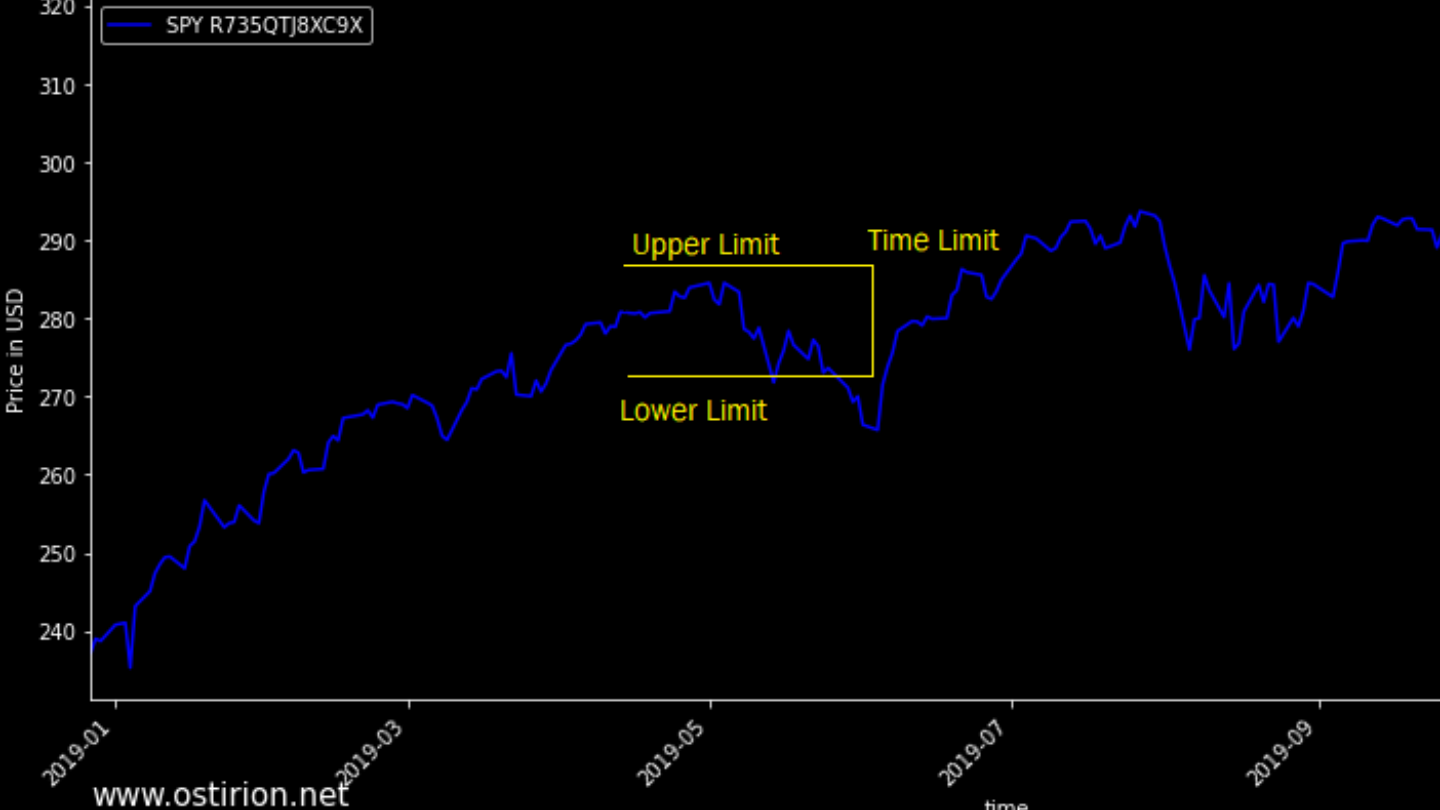 320
SPY R735QTJ8XC9X
310
300
290
280
270
260
250
240
Price in USD
Upper Limit
Time Limit
Lower Limit
2019-01
2019-03
2019-05
2019-07
2019-09
www.ostirion.net
time